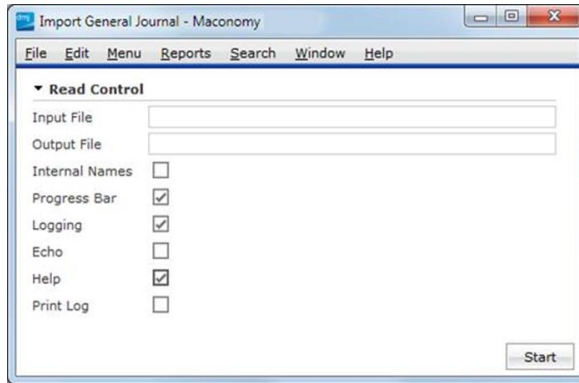 dmj Import General Journal - Maconomy
File Edit Menu Reports Search Window Help
Read Control
Input File
Output File
Internal Names
Progress Bar
Logging
Echo
Help
Print Log
Start